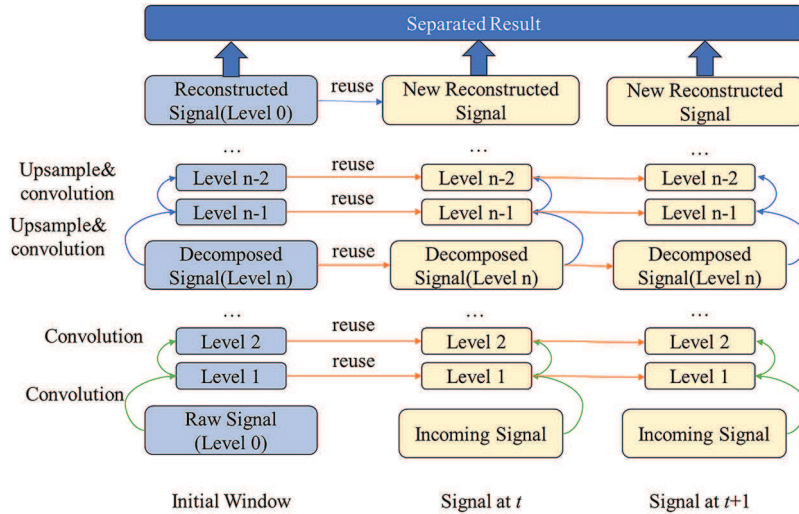 Separated Result
Reconstructed
Signal(Level 0)
reuse
New Reconstructed
Signal
New Reconstructed
Signal
...
...
...
Upsample&
convolution
Level n-2
reuse
Level n-2
Level n-2
Upsample&
convolution
Level n-1
reuse
Level n-1
Level n-1
Decomposed
Signal(Level n)
reuse
Decomposed
Signal(Level n)
Decomposed
Signal(Level n)
...
...
...
Convolution
Level 2
reuse
Level 2
Level 2
Convolution
Level 1
reuse
Level 1
Level 1
Raw Signal
(Level 0)
Incoming Signal
Incoming Signal
Initial Window
Signal at t
Signal at t+1